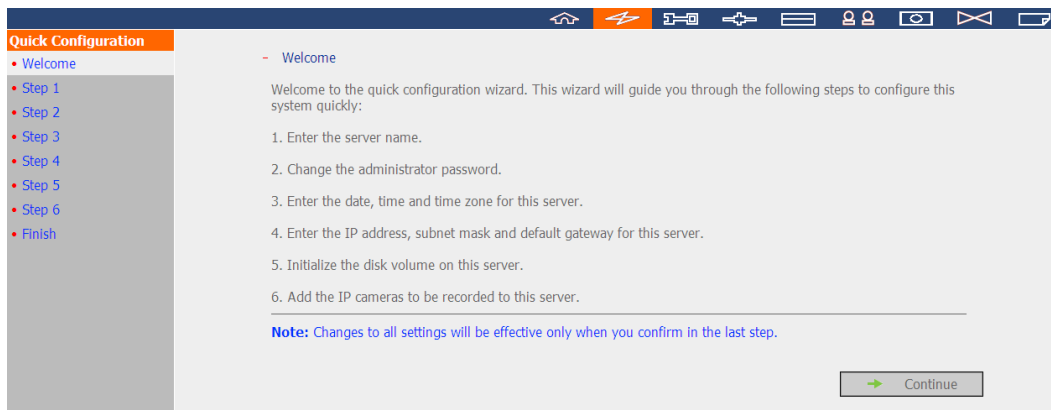 Quick Configuration
• Welcome
• Step 1
• Step 2
• Step 3
• Step 4
• Step 5
• Step 6
• Finish
– Welcome
Welcome to the quick configuration wizard. This wizard will guide you through the following steps to configure this
system quickly:
1. Enter the server name.
2. Change the administrator password.
3. Enter the date, time and time zone for this server.
4. Enter the IP address, subnet mask and default gateway for this server.
5. Initialize the disk volume on this server.
6. Add the IP cameras to be recorded to this server.
Note: Changes to all settings will be effective only when you confirm in the last step.
Continue